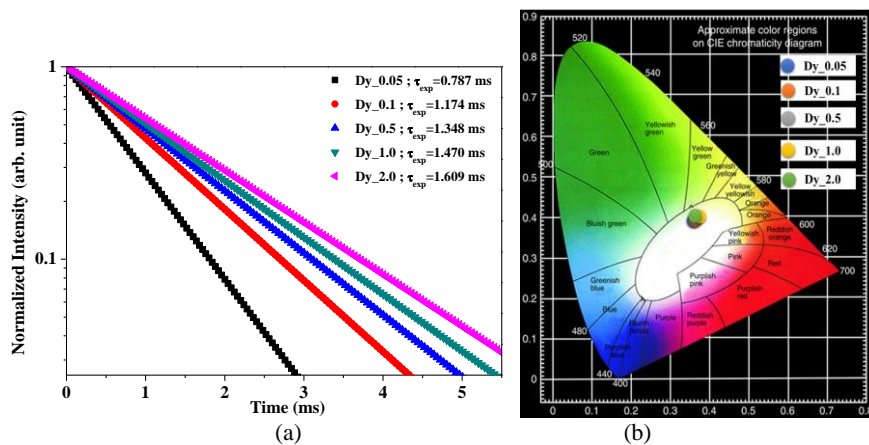 1
0.1
Normalized Intensity (arb. unit)
Dy_0.05 ; τexp=0.787 ms
Dy_0.1 ; τexp=1.174 ms
Dy_0.5 ; τexp=1.348 ms
Dy_1.0 ; τexp=1.470 ms
Dy_2.0 ; τexp=1.609 ms
0 1 2 3 4 5
Time (ms)
(a)
0.9
0.8
0.7
0.6
0.5
0.4
0.3
0.2
0.1
0
Approximate color regions
on CIE chromaticity diagram
Dy_0.05
Dy_0.1
Dy_0.5
Dy_1.0
Dy_2.0
520
540
560
500
580
600
620
700
480
440
400
Yellowish
green
Green
Yellow
green
Greenish
yellow
Yellow
yellowish
Orange
Orange
Bluish green
Yellowish
pink
Reddish
orange
Pink
Red
Purplish
pink
Greenish
blue
Purplish
red
Blue
Bluish
purple
Purple
Reddish
purple
Purplish
blue
0 0.1 0.2 0.3 0.4 0.5 0.6 0.7 0.8
(b)